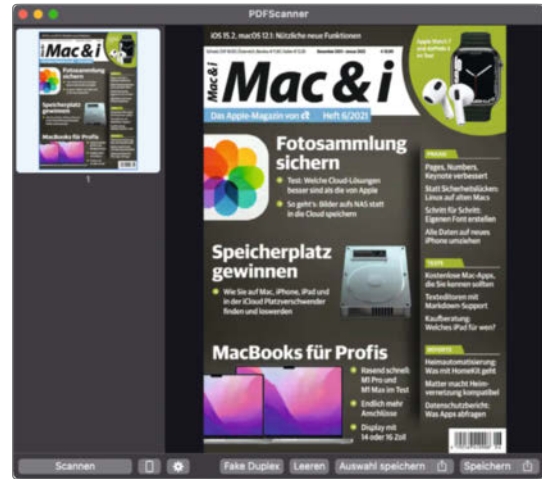 PDFScanner
1
iOS 15.2, macOS 12.1: Nützliche neue Funktionen
Dezember 2021 - Januar 2022
Apple Watch 7
und AirPods 3
im Test
Mac & i
Das Apple-Magazin von c't
Heft 6/2021
Fotosammlung
sichern
Test: Welche Cloud-Lösungen
besser sind als die von Apple
So geht's: Bilder aufs NAS statt
in die Cloud speichern
Speicherplatz
gewinnen
Wie Sie auf Mac, iPhone, iPad und
in der iCloud Platzverschwender
finden und loswerden
MacBooks für Profis
Rasend schnell:
M1 Pro und
M1 Max im Test
Endlich mehr
Anschlüsse
Display mit
14 oder 16 Zoll
PRAXIS
Pages, Numbers,
Keynote verbessert
Statt Sicherheitslücken:
Linux auf alten Macs
Schritt für Schritt:
Eigenen Font erstellen
Alle Daten auf neues
iPhone umziehen
TESTS
Kostenlose Mac-Apps,
die Sie kennen sollten
Texteditoren mit
Markdown-Support
Kaufberatung:
Welches iPad für wen?
REPORTS
Heimautomatisierung:
Was mit HomeKit geht
Matter macht Heim-
vernetzung kompatibel
Datenschutzbericht:
Was Apps abfragen
Scannen
Fake Duplex
Leeren
Auswahl speichern
Speichern